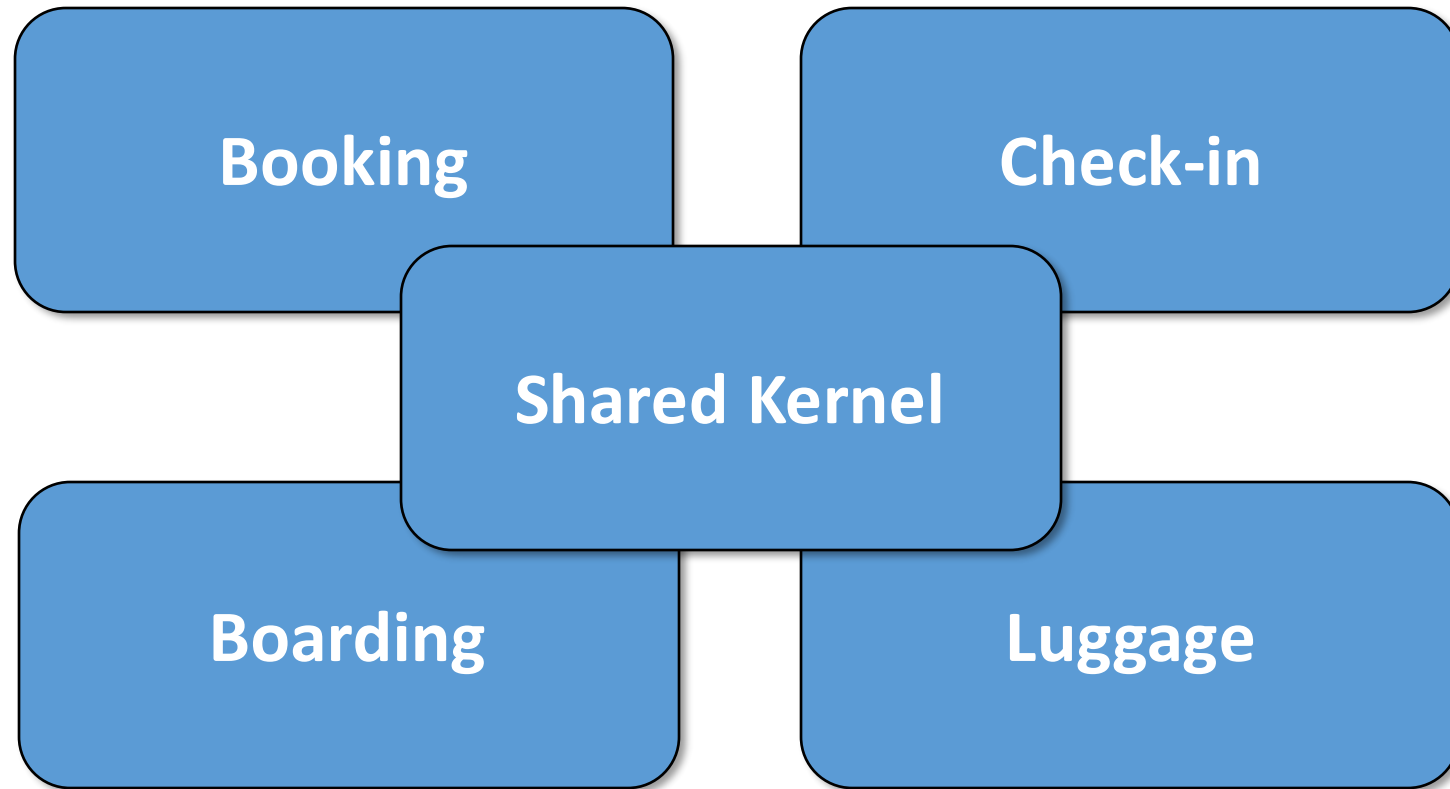 Booking
Check-in
Shared Kernel
Boarding
Luggage